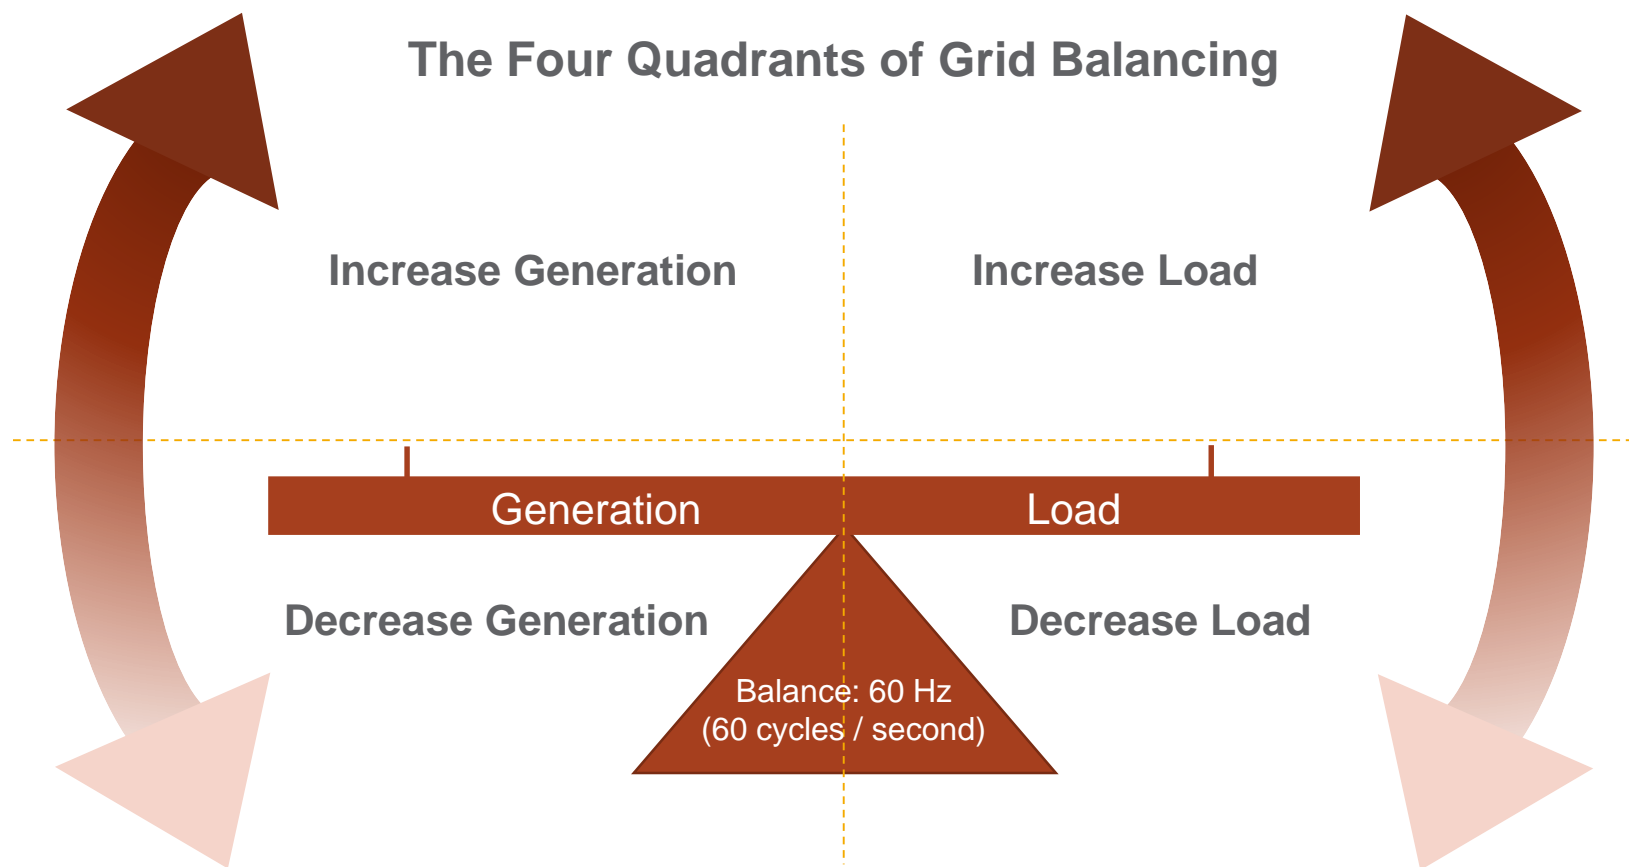 The Four Quadrants of Grid Balancing
Increase Generation
Increase Load
Generation
Load
Decrease Generation
Decrease Load
Balance: 60 Hz
(60 cycles / second)